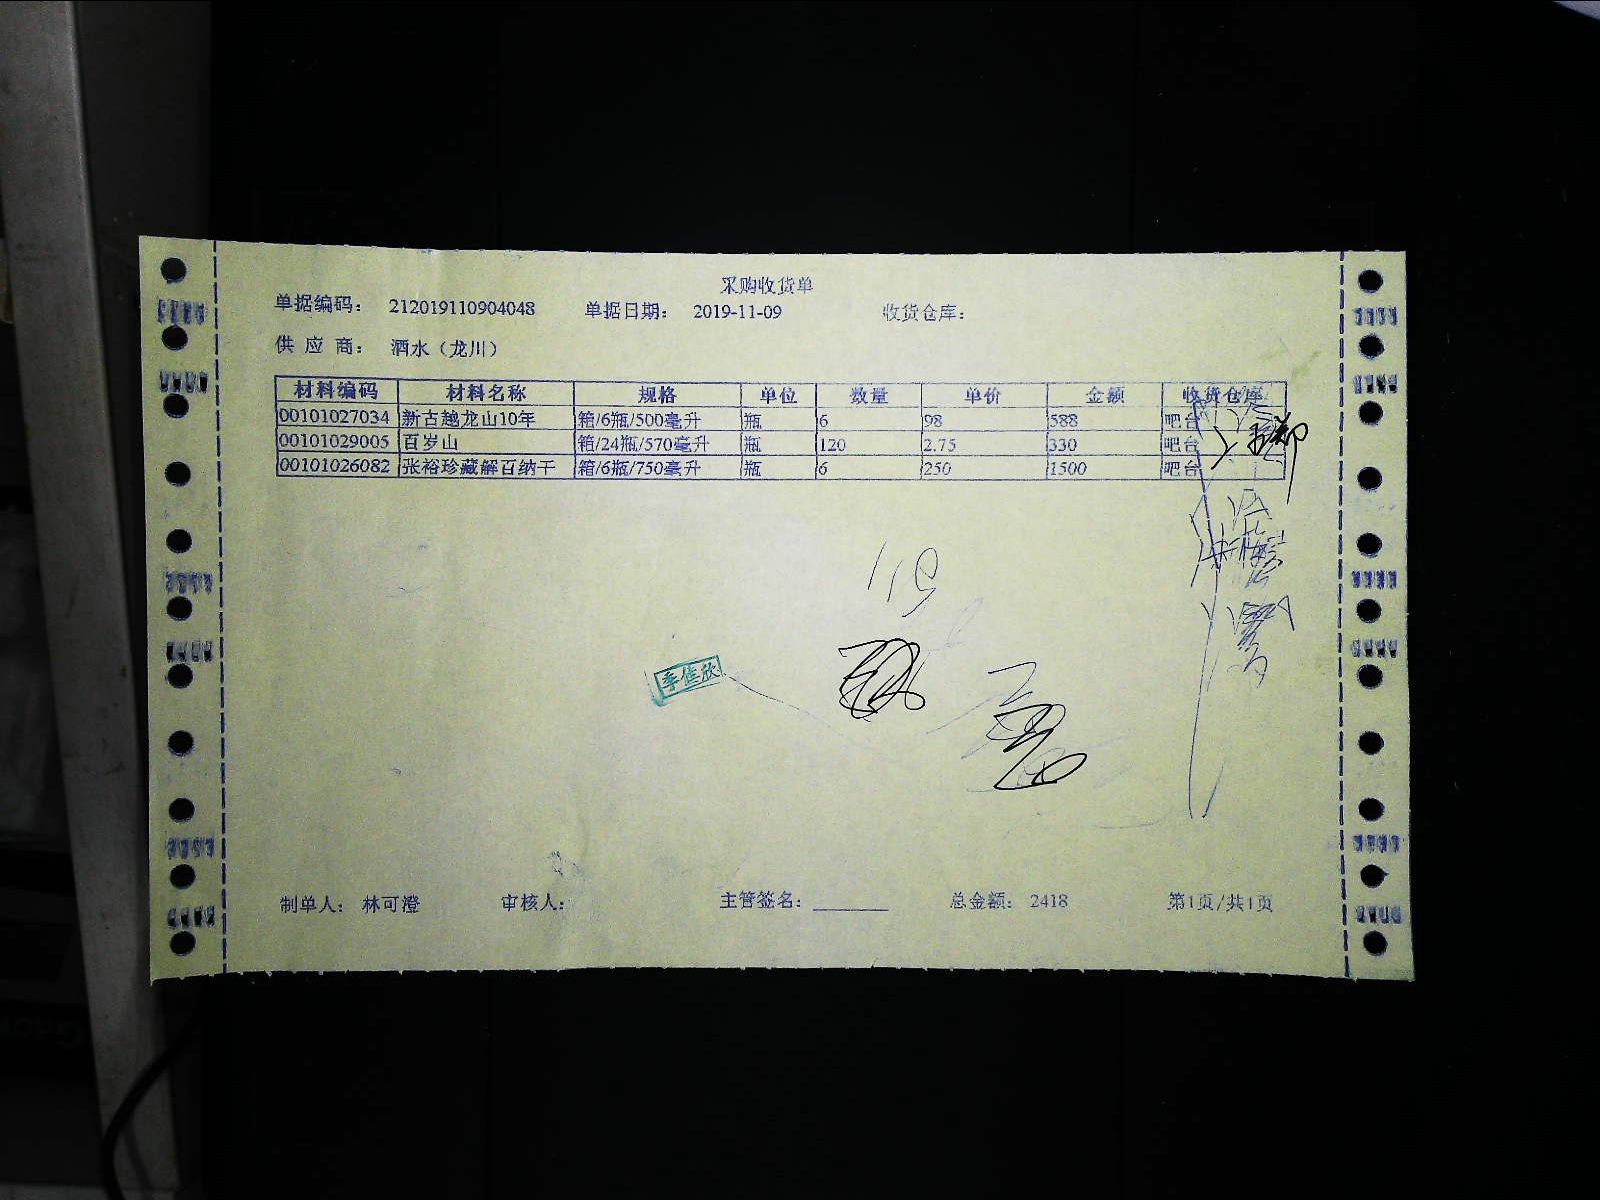 采购收货单
单据编码： 212019110904048 单据日期： 2019-11-09 收货仓库：
供 应 商： 酒水（龙川）
材料编码 材料名称 规格 单位 数量 单价 金额 收货仓库
00101027034 新古越龙山10年 箱/6瓶/500毫升 瓶 6 98 588 吧台
00101029005 百岁山 箱/24瓶/570毫升 瓶 120 2.75 330 吧台
00101026082 张裕珍藏解百纳干 箱/6瓶/750毫升 瓶 6 250 1500 吧台
季佳欣
制单人： 林可澄 审核人： 主管签名： 总金额： 2418 第1页/共1页